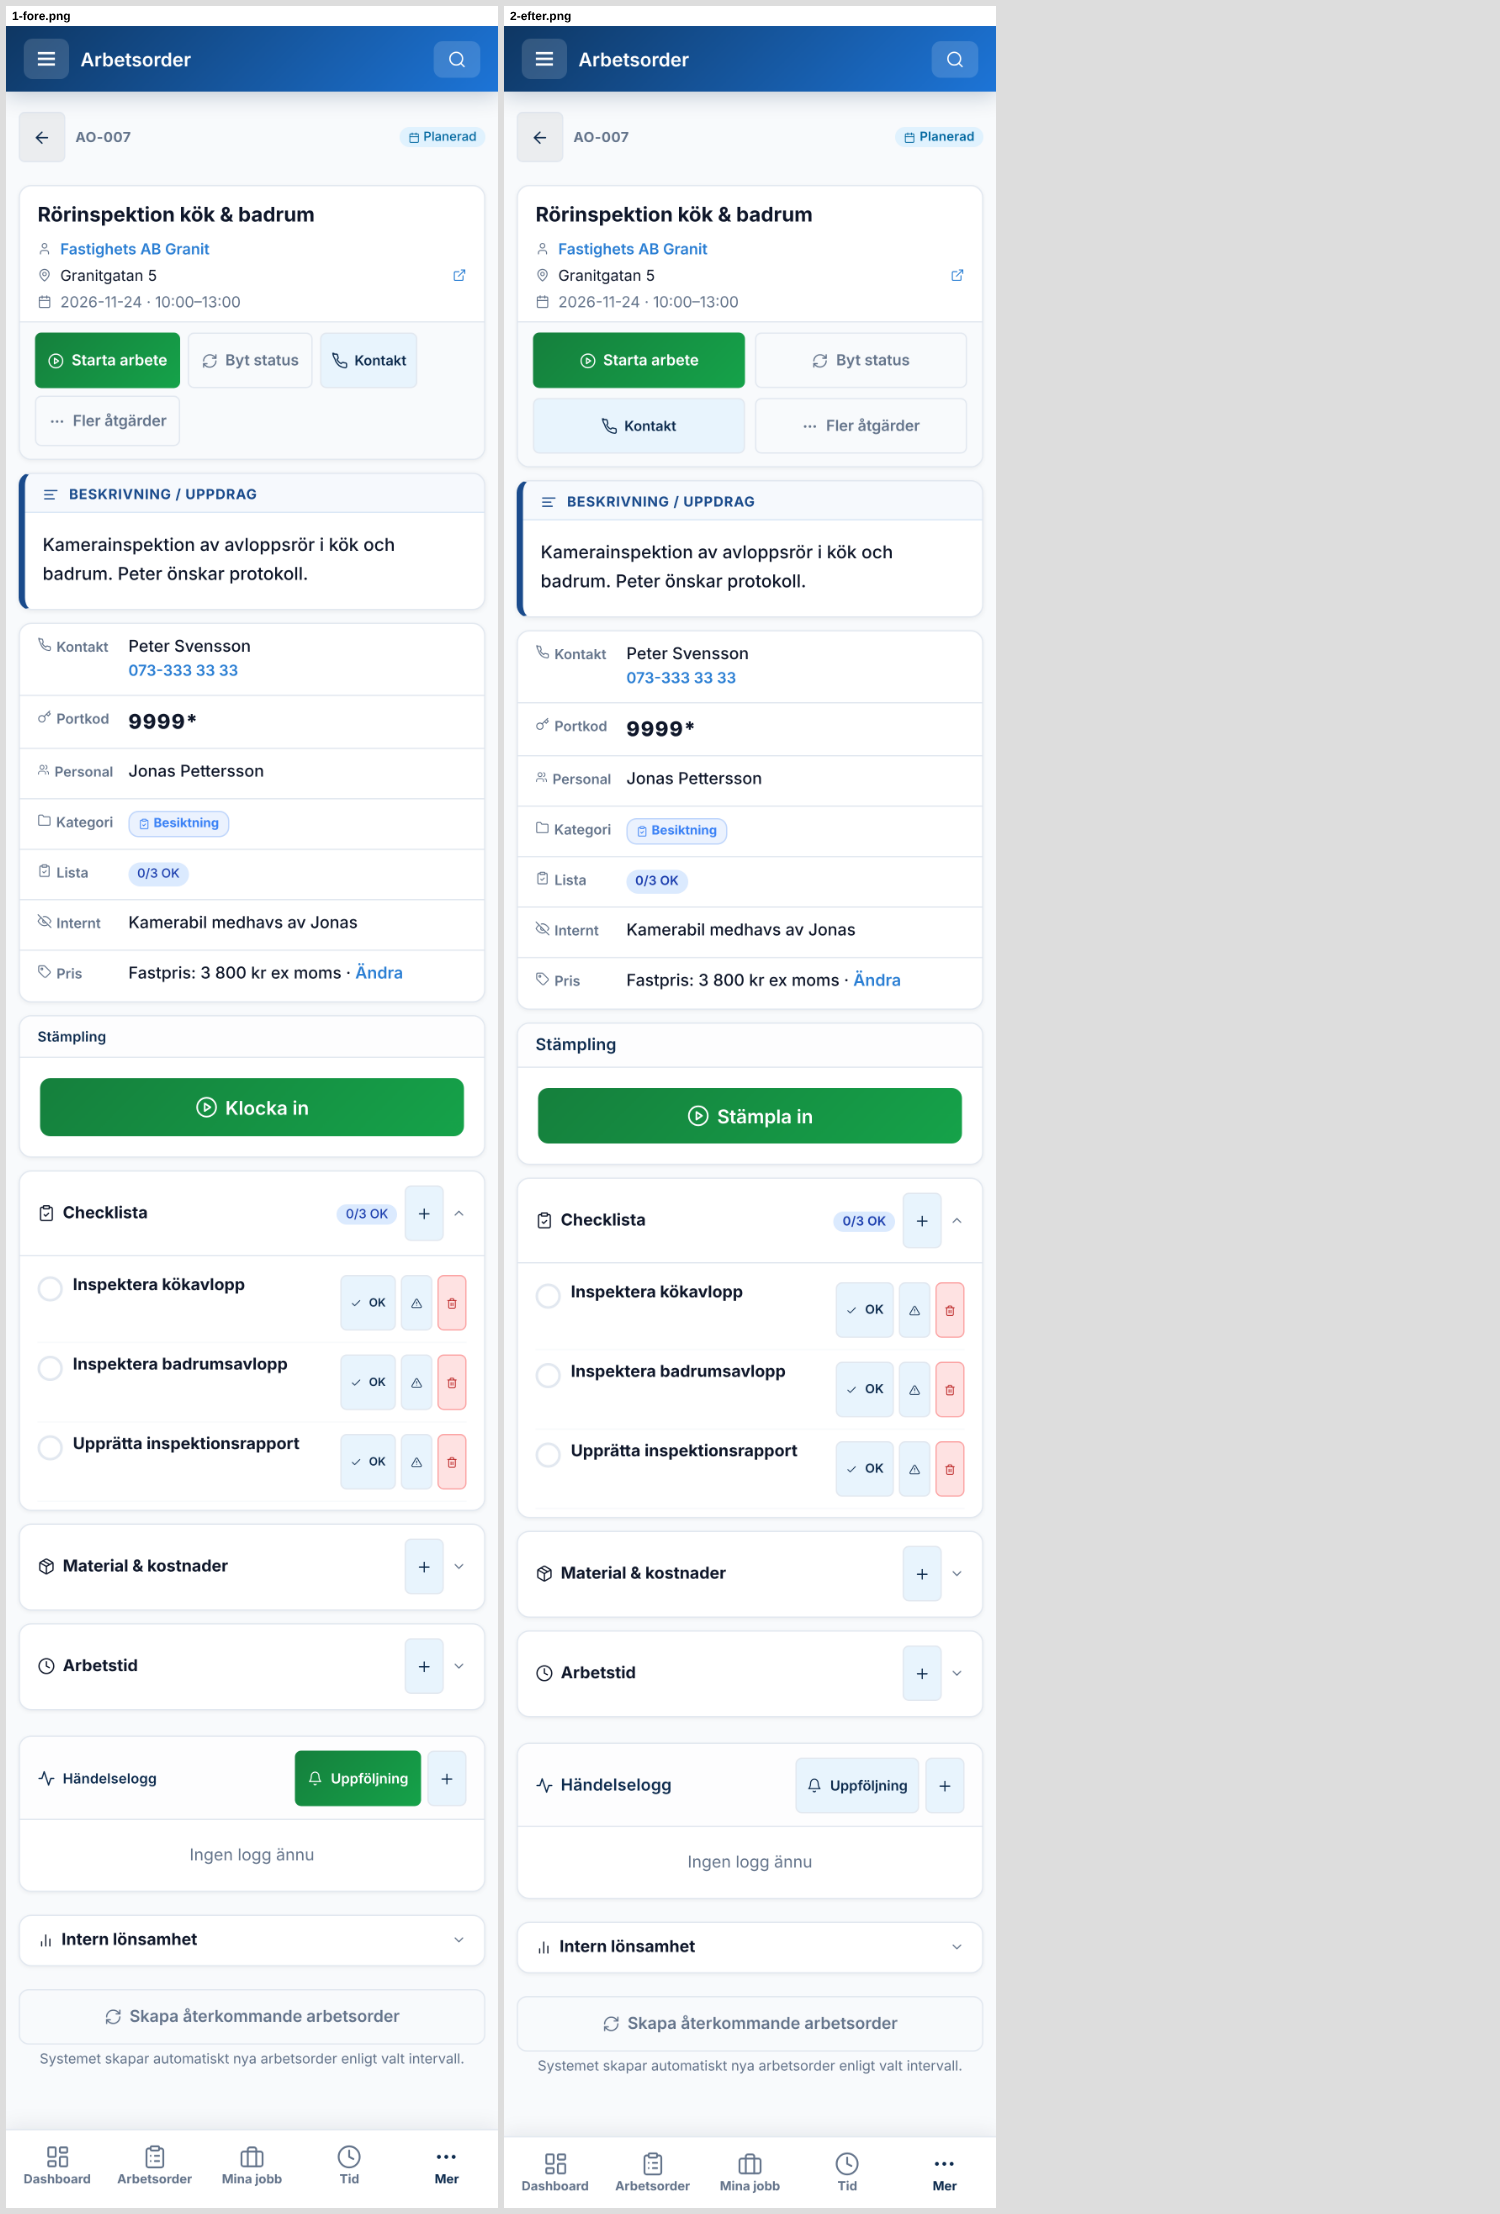 1-fore.png
Arbetsorder
AO-007
Planerad
Rörinspektion kök & badrum
Fastighets AB Granit
Granitgatan 5
2026-11-24 · 10:00–13:00
Starta arbete
Byt status
Kontakt
Fler åtgärder
BESKRIVNING / UPPDRAG
Kamerainspektion av avloppsrör i kök och
badrum. Peter önskar protokoll.
Kontakt Peter Svensson
073-333 33 33
Portkod 9999*
Personal Jonas Pettersson
Kategori Besiktning
Lista 0/3 OK
Internt Kamerabil medhavs av Jonas
Pris Fastpris: 3 800 kr ex moms · Ändra
Stämpling
Klocka in
Checklista 0/3 OK +
Inspektera kökavlopp OK
Inspektera badrumsavlopp OK
Upprätta inspektionsrapport OK
Material & kostnader +
Arbetstid +
Händelselogg Uppföljning +
Ingen logg ännu
Intern lönsamhet
Skapa återkommande arbetsorder
Systemet skapar automatiskt nya arbetsorder enligt valt intervall.
Dashboard Arbetsorder Mina jobb Tid Mer
2-efter.png
Arbetsorder
AO-007
Planerad
Rörinspektion kök & badrum
Fastighets AB Granit
Granitgatan 5
2026-11-24 · 10:00–13:00
Starta arbete
Byt status
Kontakt
Fler åtgärder
BESKRIVNING / UPPDRAG
Kamerainspektion av avloppsrör i kök och
badrum. Peter önskar protokoll.
Kontakt Peter Svensson
073-333 33 33
Portkod 9999*
Personal Jonas Pettersson
Kategori Besiktning
Lista 0/3 OK
Internt Kamerabil medhavs av Jonas
Pris Fastpris: 3 800 kr ex moms · Ändra
Stämpling
Stämpla in
Checklista 0/3 OK +
Inspektera kökavlopp OK
Inspektera badrumsavlopp OK
Upprätta inspektionsrapport OK
Material & kostnader +
Arbetstid +
Händelselogg Uppföljning +
Ingen logg ännu
Intern lönsamhet
Skapa återkommande arbetsorder
Systemet skapar automatiskt nya arbetsorder enligt valt intervall.
Dashboard Arbetsorder Mina jobb Tid Mer